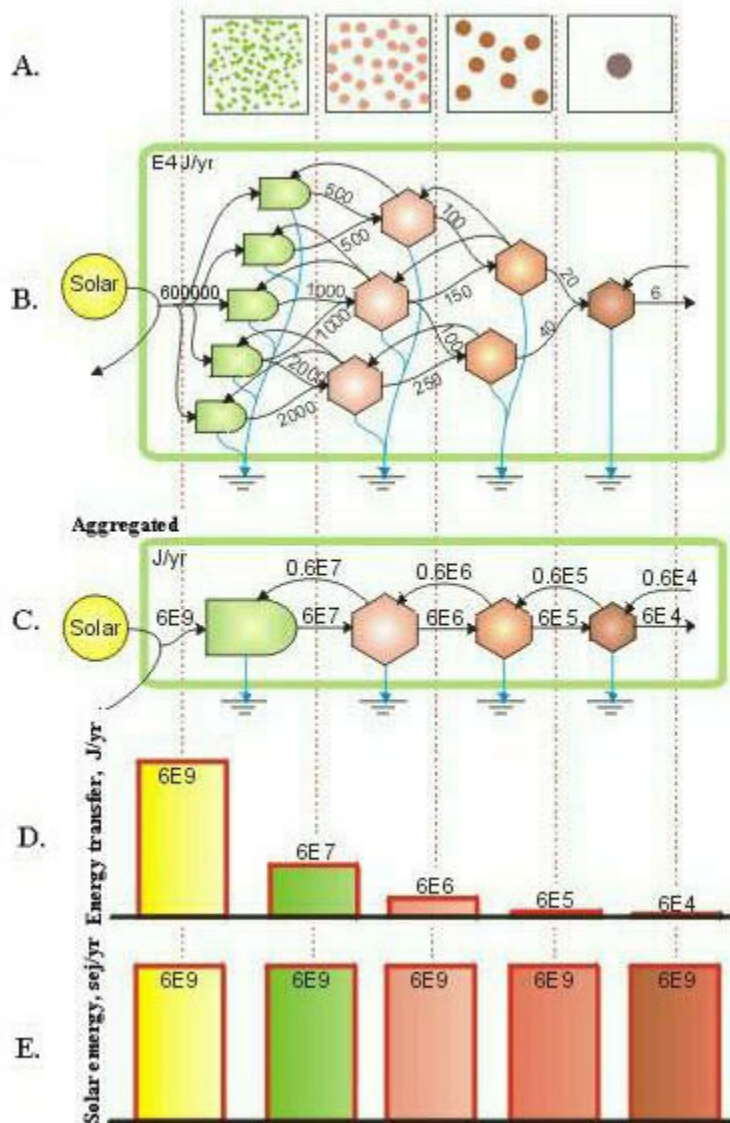 A.
E4 J/yr
B.
Solar
600000
500
500
1000
1000
2000
2000
100
150
100
250
20
40
6
Aggregated
J/yr
C.
Solar
6E9
0.6E7
6E7
0.6E6
6E6
0.6E5
6E5
0.6E4
6E4
D.
Energy transfer, J/yr
6E9
6E7
6E6
6E5
6E4
E.
Solar emergy, sej/yr
6E9
6E9
6E9
6E9
6E9